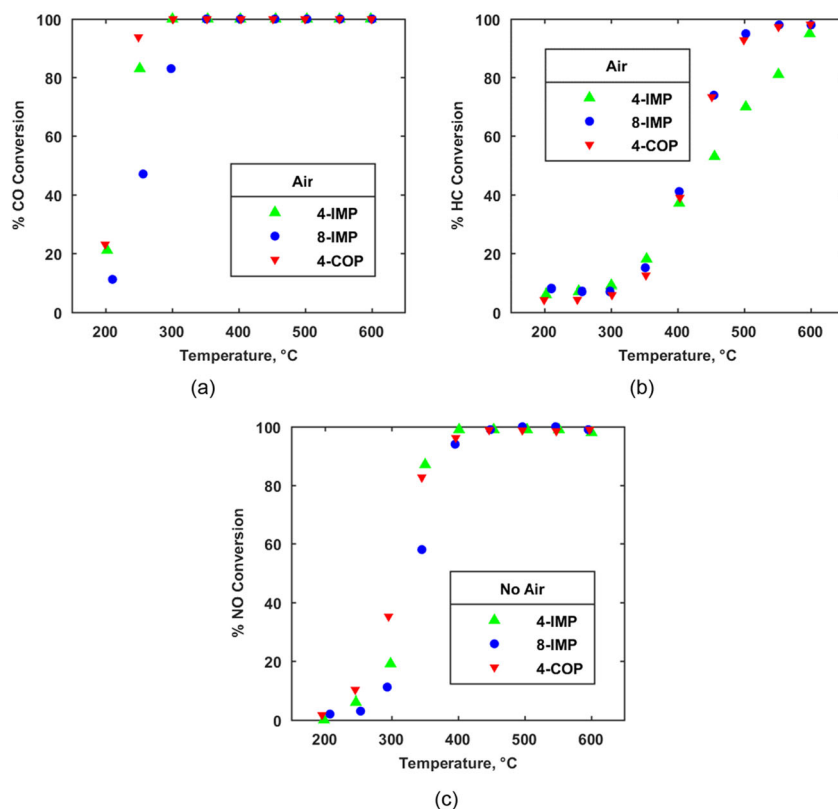 % CO Conversion
100
80
60
40
20
0
Air
4-IMP
8-IMP
4-COP
200 300 400 500 600
Temperature, °C
(a)
% HC Conversion
100
80
60
40
20
0
Air
4-IMP
8-IMP
4-COP
200 300 400 500 600
Temperature, °C
(b)
% NO Conversion
100
80
60
40
20
0
No Air
4-IMP
8-IMP
4-COP
200 300 400 500 600
Temperature, °C
(c)